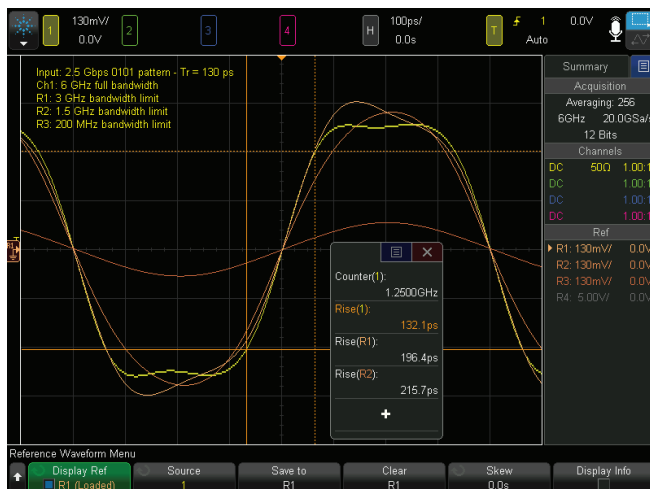 1 130mV/ 0.0V 2 3 4 H 100ps/ 0.0s T 1 0.0V Auto
Input: 2.5 Gbps 0101 pattern - Tr = 130 ps
Ch1: 6 GHz full bandwidth
R1: 3 GHz bandwidth limit
R2: 1.5 GHz bandwidth limit
R3: 200 MHz bandwidth limit
R1
Counter(1):
1.2500GHz
Rise(1):
132.1ps
Rise(R1):
196.4ps
Rise(R2):
215.7ps
Summary
Acquisition
Averaging: 256
6GHz 20.0GSa/s
12 Bits
Channels
DC 50Ω 1.00:1
DC 1.00:1
DC 1.00:1
DC 1.00:1
Ref
R1: 130mV/ 0.0V
R2: 130mV/ 0.0V
R3: 130mV/ 0.0V
R4: 5.00V/ 0.0V
Reference Waveform Menu
Display Ref Source Save to Clear Skew Display Info
R1 (Loaded) 1 R1 R1 0.0s